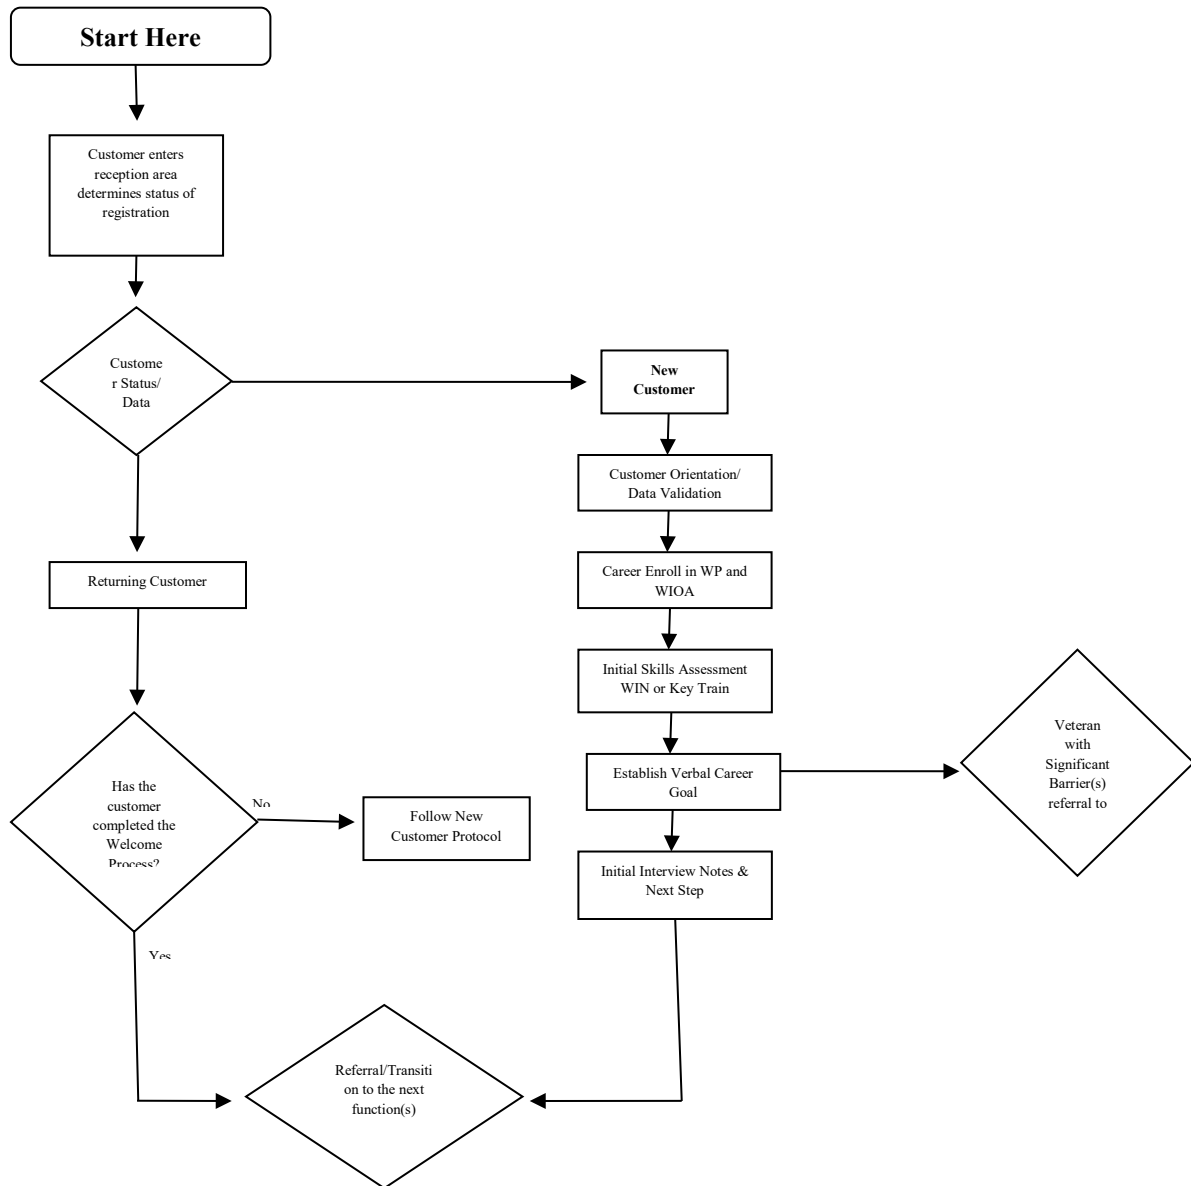 Start Here
Customer enters
reception area
determines status of
registration
Custome
r Status/
Data
New
Customer
Customer Orientation/
Data Validation
Career Enroll in WP and
WIOA
Returning Customer
Initial Skills Assessment
WIN or Key Train
Veteran
with
Significant
Barrier(s)
referral to
Establish Verbal Career
Goal
Has the
customer
completed the
Welcome
Process?
No
Follow New
Customer Protocol
Initial Interview Notes &
Next Step
Yes
Referral/Transiti
on to the next
function(s)